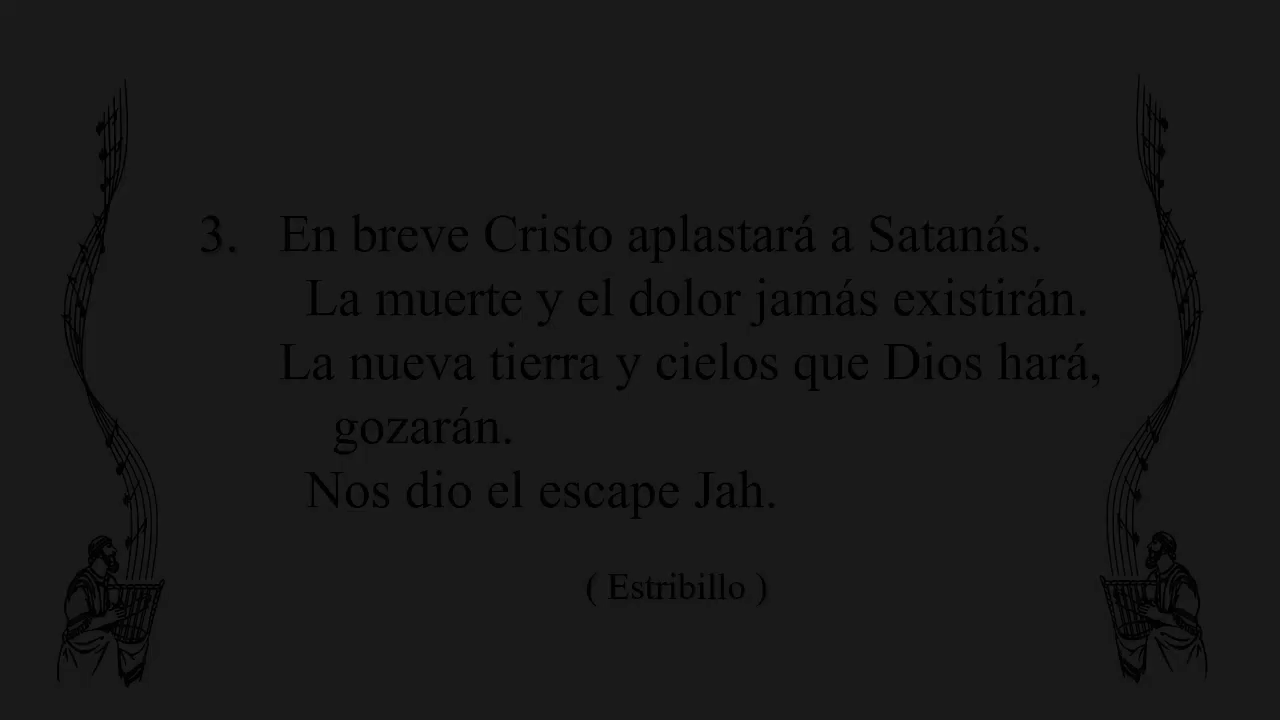 3. En breve Cristo aplastará a Satanás.
La muerte y el dolor jamás existirán.
La nueva tierra y cielos que Dios hará,
gozarán.
Nos dio el escape Jah.
( Estribillo )